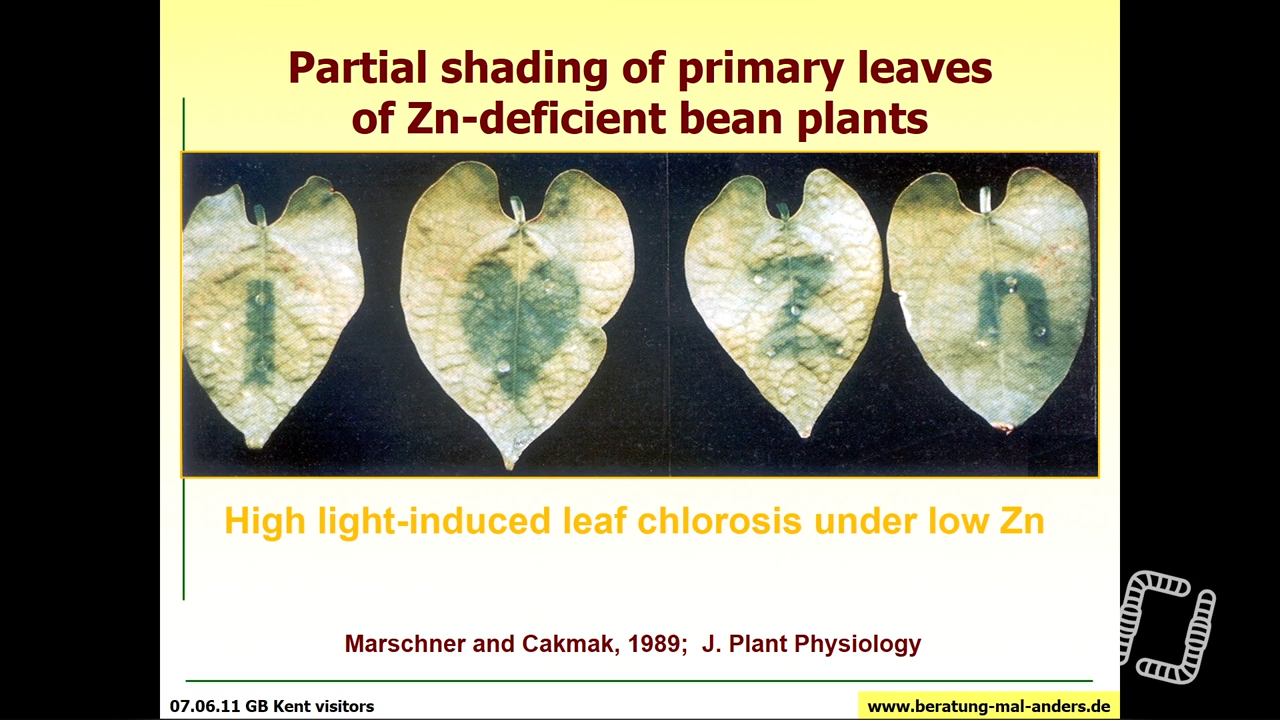 Partial shading of primary leaves
of Zn-deficient bean plants
I
Z
n
High light-induced leaf chlorosis under low Zn
Marschner and Cakmak, 1989;  J. Plant Physiology
07.06.11 GB Kent visitors
www.beratung-mal-anders.de